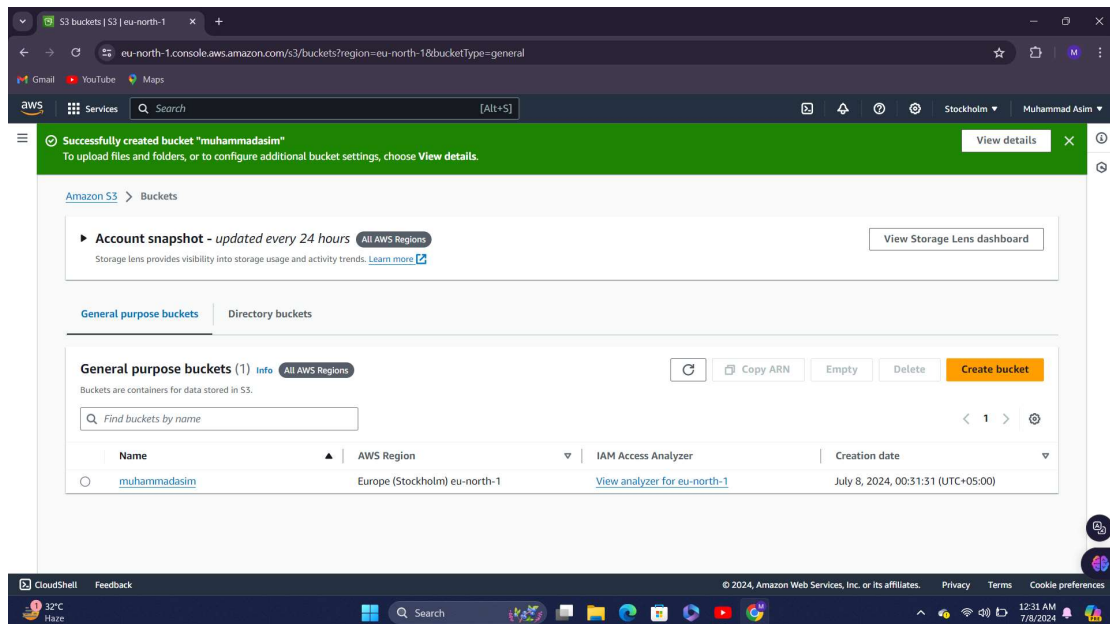 S3 buckets | S3 | eu-north-1
eu-north-1.console.aws.amazon.com/s3/buckets?region=eu-north-1&bucketType=general
M
Gmail YouTube Maps
aws Services Search [Alt+S] Stockholm Muhammad Asim
Successfully created bucket "muhammadasim"
To upload files and folders, or to configure additional bucket settings, choose View details.
View details
Amazon S3 > Buckets
Account snapshot - updated every 24 hours All AWS Regions
Storage lens provides visibility into storage usage and activity trends. Learn more
View Storage Lens dashboard
General purpose buckets Directory buckets
General purpose buckets (1) Info All AWS Regions
Buckets are containers for data stored in S3.
Copy ARN Empty Delete Create bucket
Find buckets by name
1
Name AWS Region IAM Access Analyzer Creation date
muhammadasim Europe (Stockholm) eu-north-1 View analyzer for eu-north-1 July 8, 2024, 00:31:31 (UTC+05:00)
CloudShell Feedback © 2024, Amazon Web Services, Inc. or its affiliates. Privacy Terms Cookie preferences
1
32°C
Haze
Search
M
12:31 AM
7/8/2024
PRE